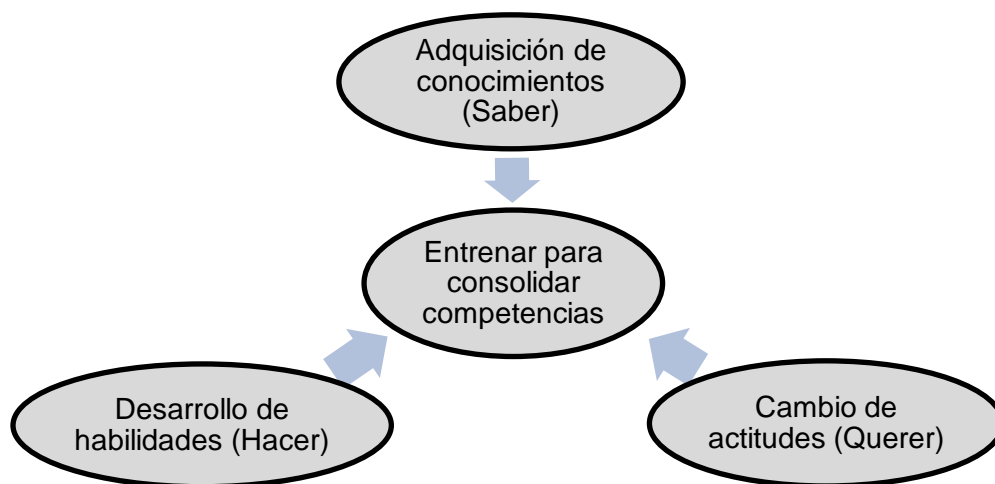 Adquisición de
conocimientos
(Saber)
Entrenar para
consolidar
competencias
Desarrollo de
habilidades (Hacer)
Cambio de
actitudes (Querer)